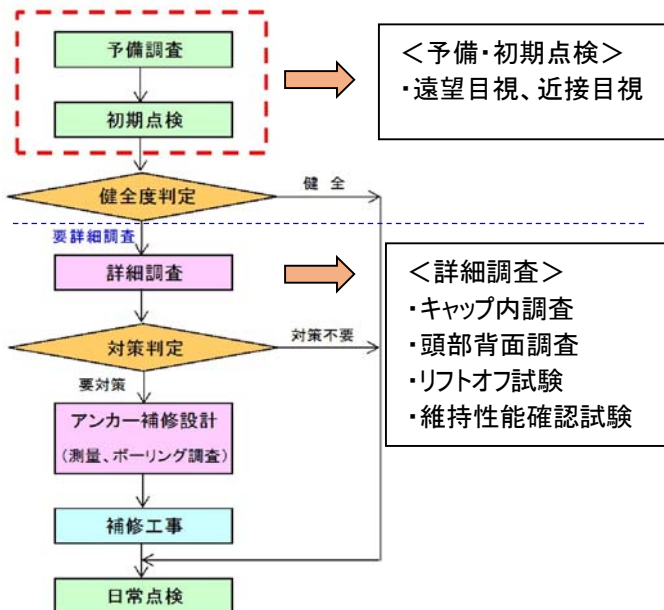 予備調査
初期点検
<予備・初期点検>
・遠望目視、近接目視
健全度判定
健 全
要詳細調査
詳細調査
<詳細調査>
・キャップ内調査
・頭部背面調査
・リフトオフ試験
・維持性能確認試験
対策判定
対策不要
要対策
アンカー補修設計
(測量、ボーリング調査)
補修工事
日常点検